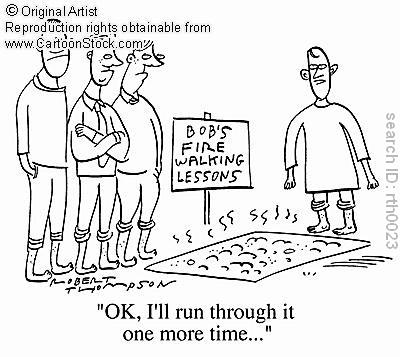 © Original Artist
Reproduction rights obtainable from
www.CartoonStock.com
BOB'S
FIRE
WALKING
LESSONS
search ID: rth0023
ROBERT
THOMPSON
"OK, I'll run through it
one more time..."